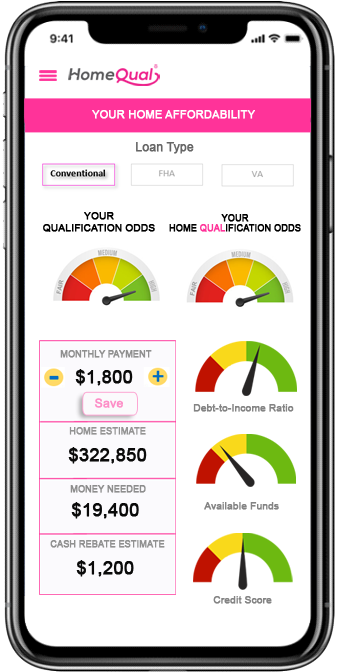 9:41
HomeQual®
YOUR HOME AFFORDABILITY
Loan Type
Conventional
FHA
VA
YOUR
QUALIFICATION ODDS
YOUR
HOME QUALIFICATION ODDS
FAIR MEDIUM HIGH
FAIR MEDIUM HIGH
MONTHLY PAYMENT
– $1,800 +
Save
HOME ESTIMATE
$322,850
MONEY NEEDED
$19,400
CASH REBATE ESTIMATE
$1,200
Debt-to-Income Ratio
Available Funds
Credit Score